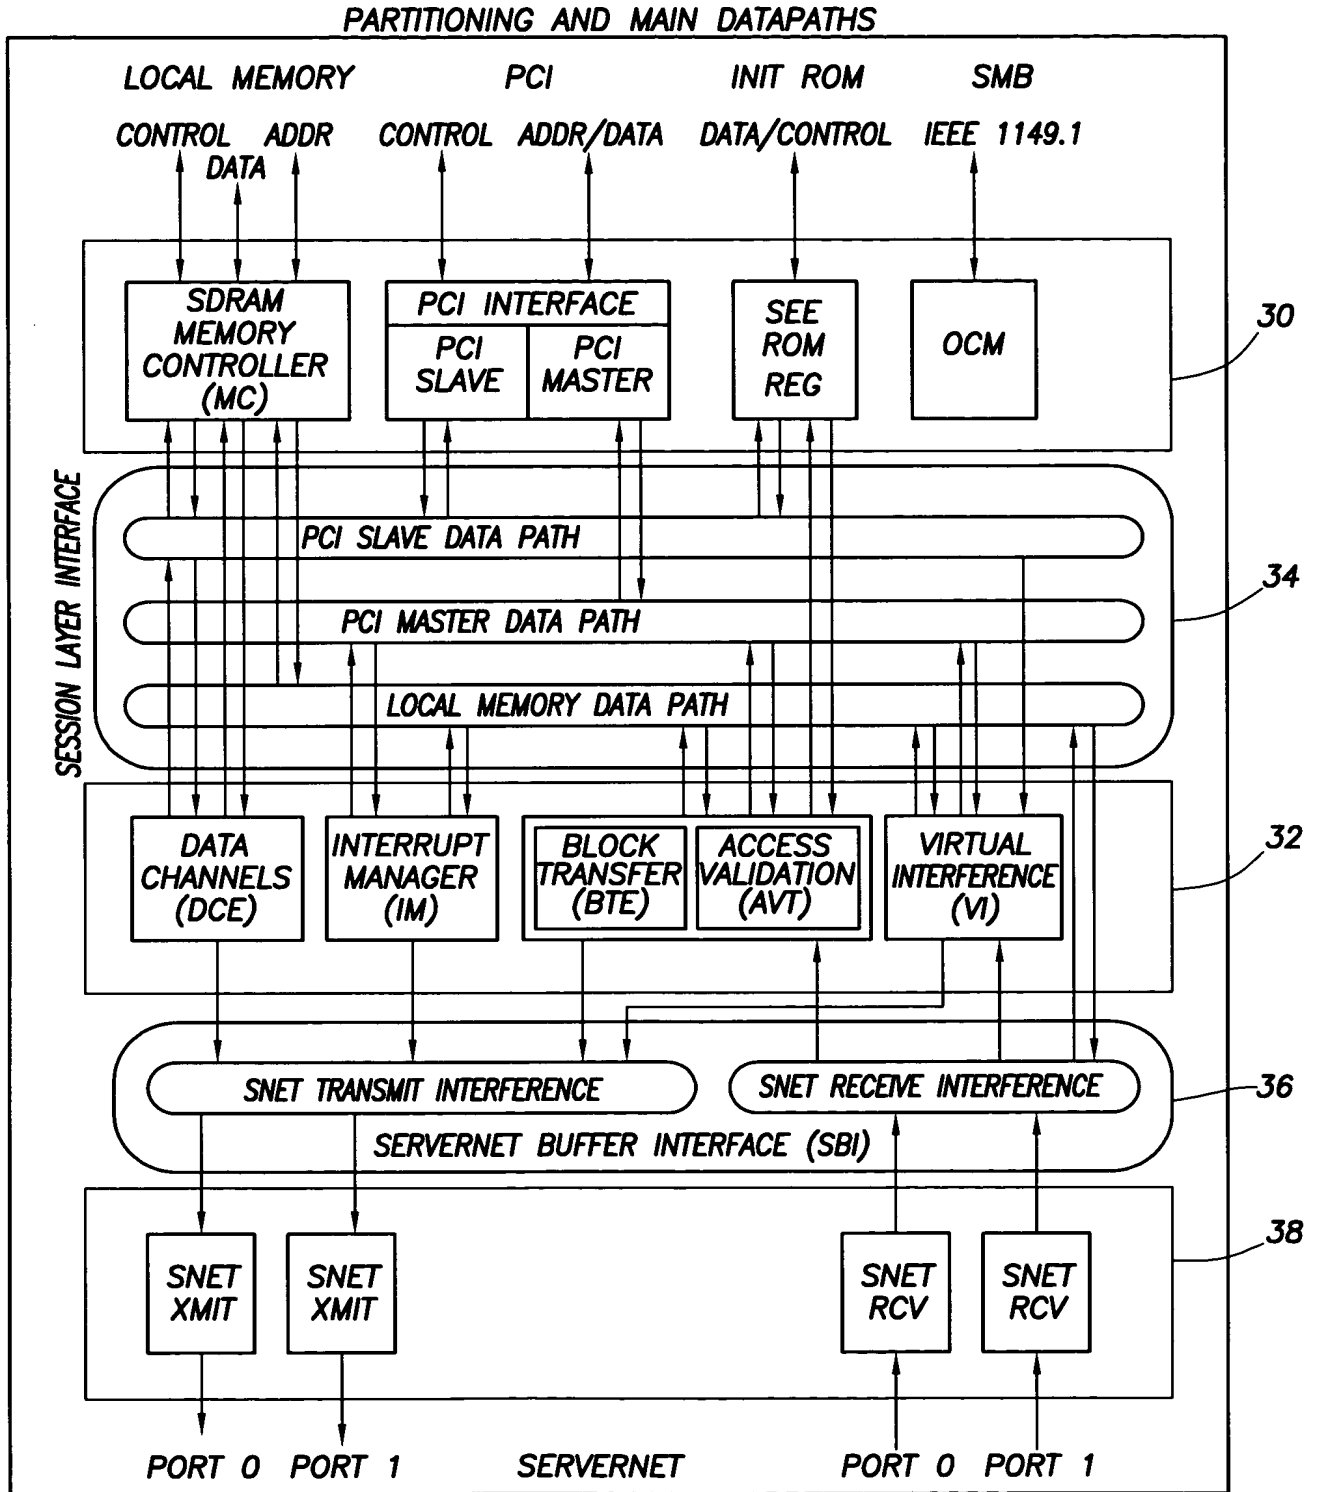 PARTITIONING AND MAIN DATAPATHS
LOCAL MEMORY
PCI
INIT ROM
SMB
CONTROL
ADDR
CONTROL
ADDR/DATA
DATA/CONTROL
IEEE 1149.1
DATA
SDRAM
MEMORY
CONTROLLER
(MC)
PCI INTERFACE
PCI
SLAVE
PCI
MASTER
SEE
ROM
REG
OCM
30
SESSION LAYER INTERFACE
PCI SLAVE DATA PATH
PCI MASTER DATA PATH
LOCAL MEMORY DATA PATH
34
DATA
CHANNELS
(DCE)
INTERRUPT
MANAGER
(IM)
BLOCK
TRANSFER
(BTE)
ACCESS
VALIDATION
(AVT)
VIRTUAL
INTERFERENCE
(VI)
32
SNET TRANSMIT INTERFERENCE
SNET RECEIVE INTERFERENCE
SERVERNET BUFFER INTERFACE (SBI)
36
SNET
XMIT
SNET
XMIT
SNET
RCV
SNET
RCV
38
PORT 0
PORT 1
SERVERNET
PORT 0
PORT 1